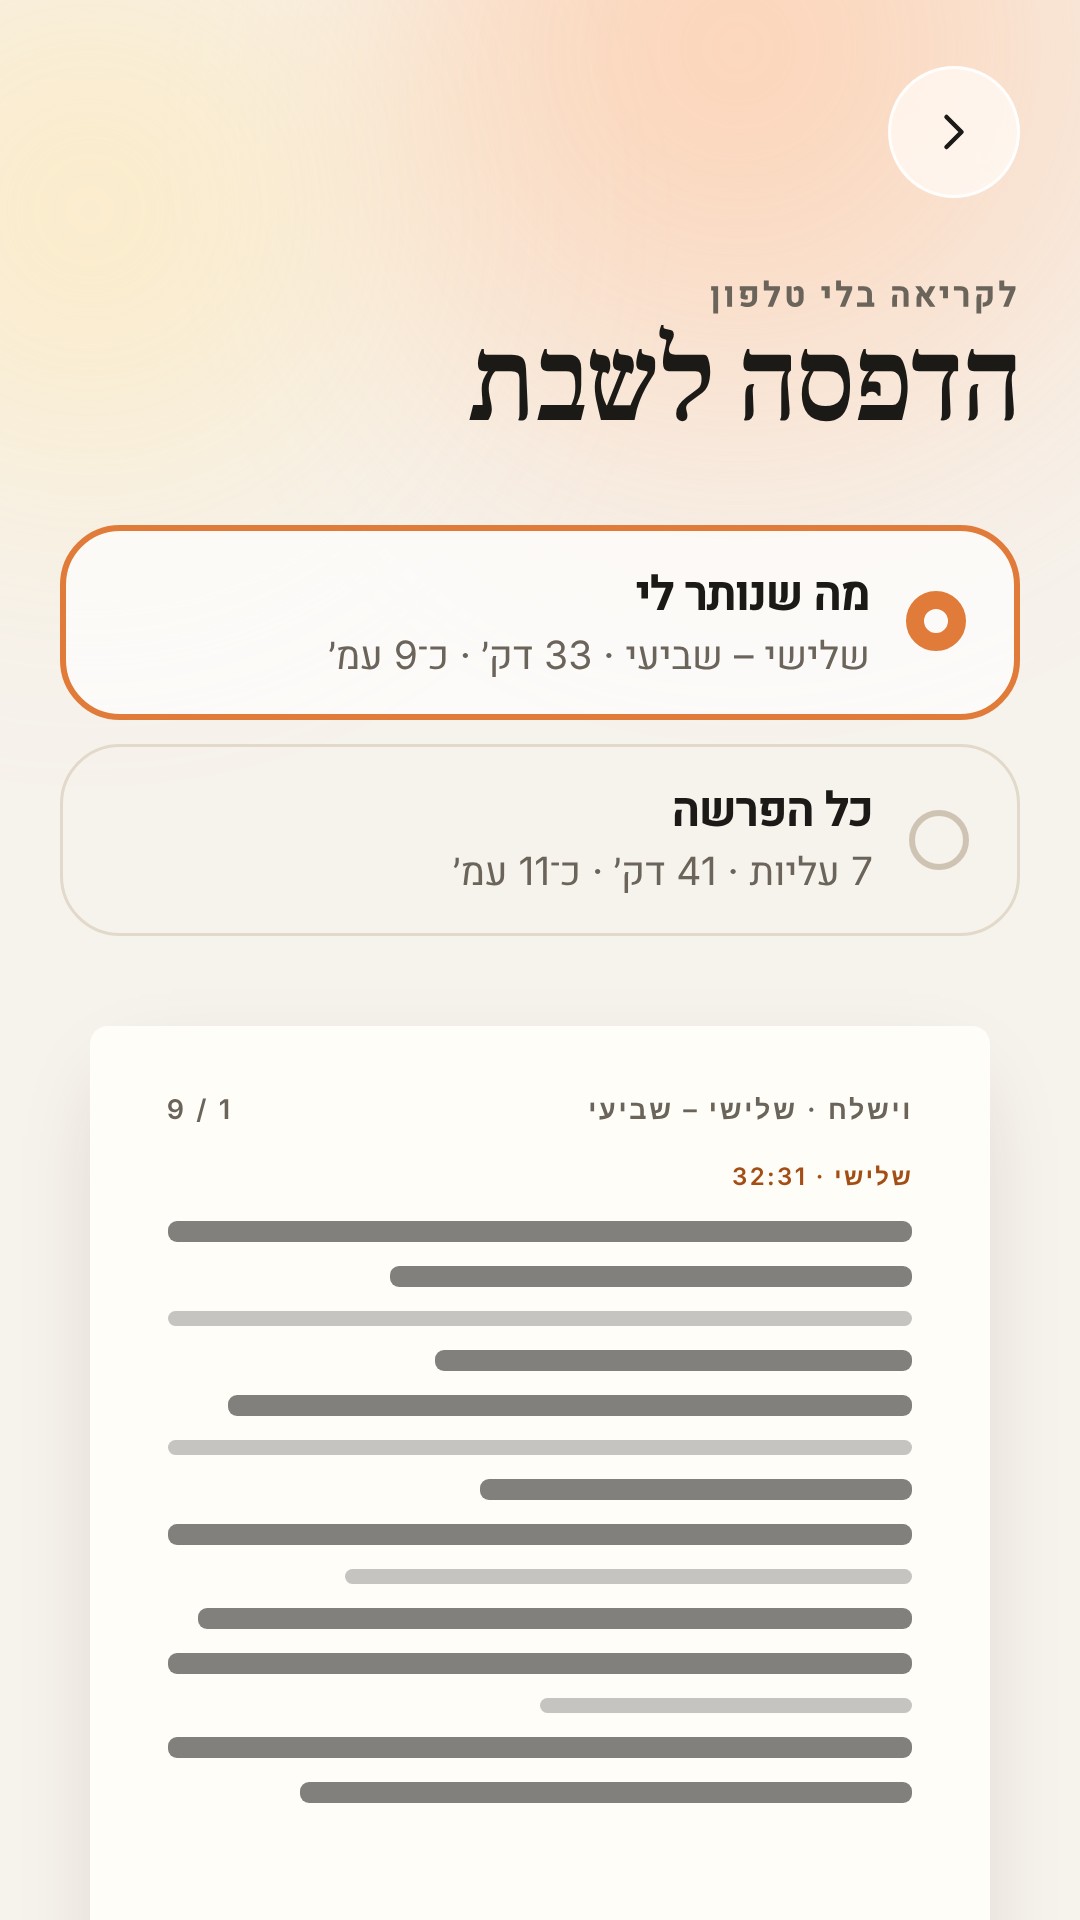 לקריאה בלי טלפון
הדפסה לשבת
מה שנותר לי
שלישי – שביעי · 33 דק׳ · כ־9 עמ׳
כל הפרשה
7 עליות · 41 דק׳ · כ־11 עמ׳
וישלח · שלישי – שביעי
1 / 9
שלישי · 32:31